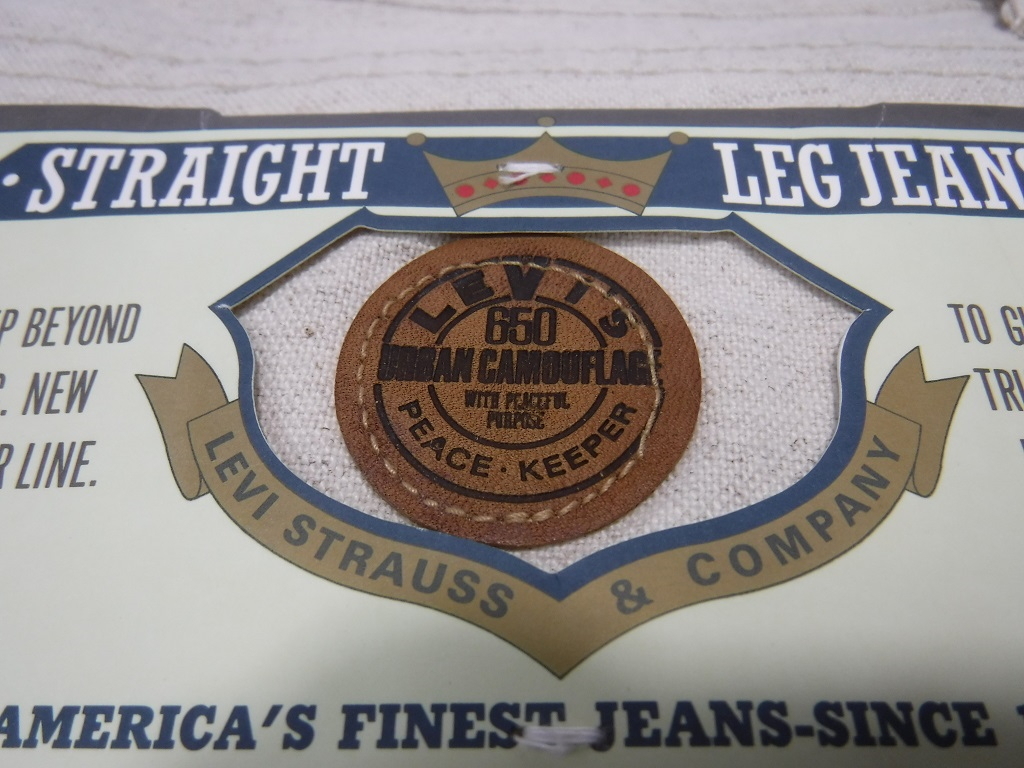 · STRAIGHT LEG JEANS
P BEYOND
C. NEW
R LINE.
LEVI'S
650
URBAN CAMOUFLAGE
WITH PEACEFUL
PURPOSE
PEACE · KEEPER
TO
TRI
LEVI STRAUSS & COMPANY
AMERICA'S FINEST JEANS-SINCE